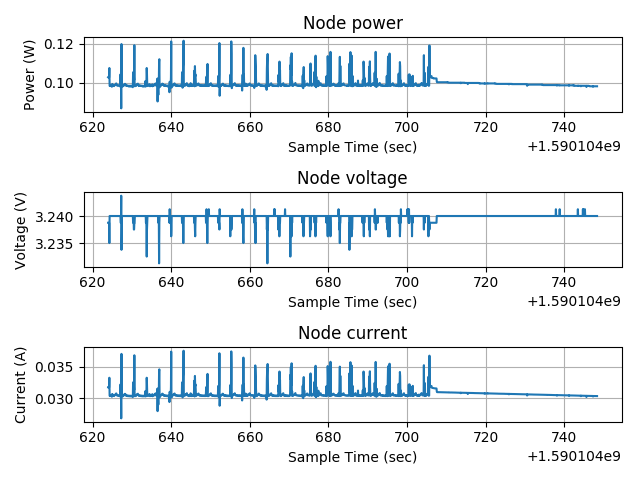 Node power
Power (W)
0.12
0.10
620 640 660 680 700 720 740
Sample Time (sec)
+1.590104e9
Node voltage
Voltage (V)
3.240
3.235
620 640 660 680 700 720 740
Sample Time (sec)
+1.590104e9
Node current
Current (A)
0.035
0.030
620 640 660 680 700 720 740
Sample Time (sec)
+1.590104e9